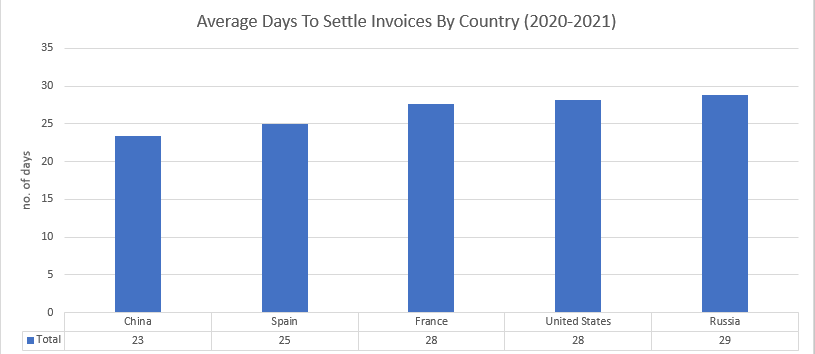 Average Days To Settle Invoices By Country (2020-2021)
35
30
25
20
15
10
5
0
no. of days
China Spain France United States Russia
Total 23 25 28 28 29